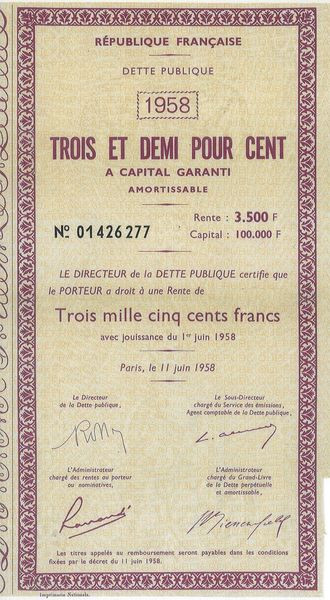 RÉPUBLIQUE FRANÇAISE
DETTE PUBLIQUE
1958
TROIS ET DEMI POUR CENT
A CAPITAL GARANTI
AMORTISSABLE
Rente : 3.500 F
Nº 01426277
Capital : 100.000 F
LE DIRECTEUR de la DETTE PUBLIQUE certifie que
le PORTEUR a droit à une Rente de
Trois mille cinq cents francs
avec jouissance du 1er juin 1958
Paris, le 11 juin 1958
Le Directeur
de la Dette publique,
Le Sous-Directeur
chargé du Service des émissions,
Agent comptable de la Dette publique,
L'Administrateur
chargé des rentes au porteur
ou nominatives,
L'Administrateur
chargé du Grand-Livre
de la Dette perpétuelle
et amortissable,
Les titres appelés au remboursement seront payables dans les conditions
fixées par le décret du 11 juin 1958.
Imprimerie Nationale.